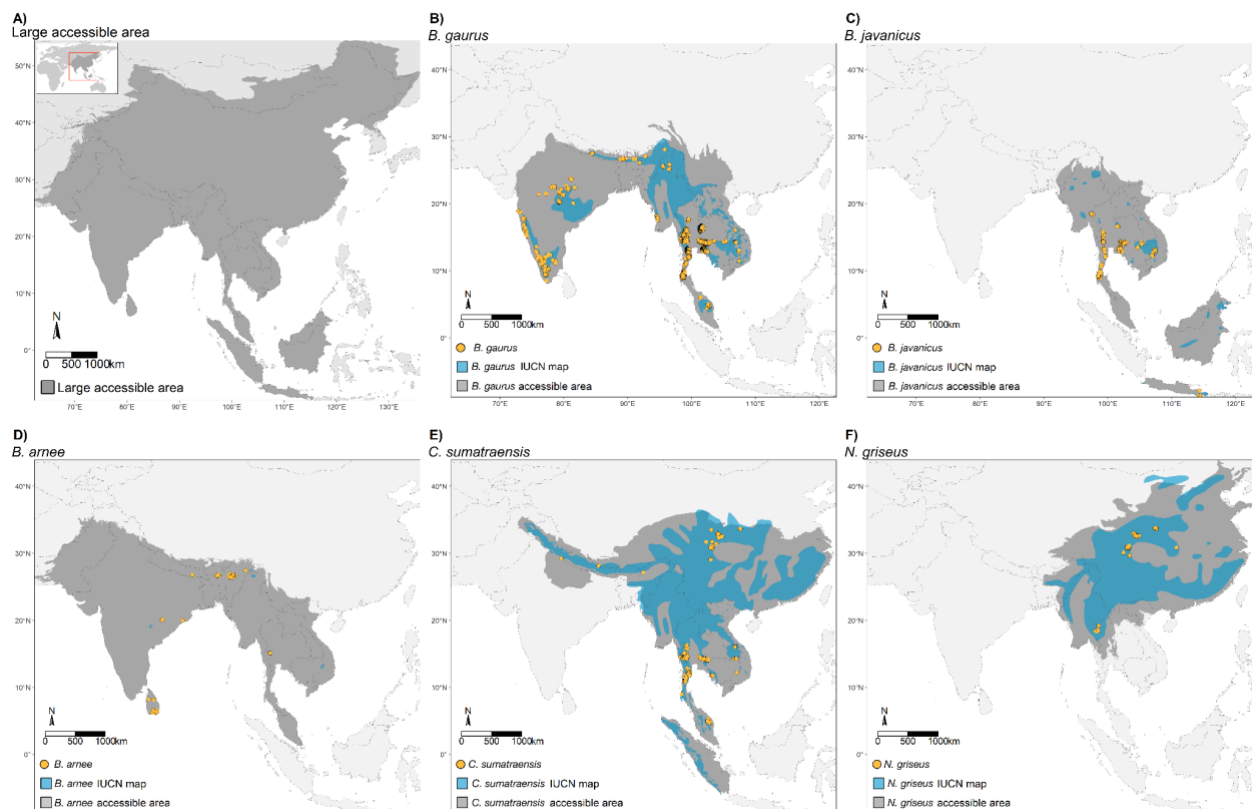 A)
Large accessible area
50°N
40°N
30°N
20°N
10°N
0°
N
0 500 1000km
Large accessible area
70°E 80°E 90°E 100°E 110°E 120°E 130°E
B)
B. gaurus
40°N
30°N
20°N
10°N
0°
N
0 500 1000km
B. gaurus
B. gaurus IUCN map
B. gaurus accessible area
70°E 80°E 90°E 100°E 110°E 120°E
C)
B. javanicus
40°N
30°N
20°N
10°N
0°
N
0 500 1000km
B. javanicus
B. javanicus IUCN map
B. javanicus accessible area
70°E 80°E 90°E 100°E 110°E 120°E
D)
B. arnee
40°N
30°N
20°N
10°N
0°
N
0 500 1000km
B. arnee
B. arnee IUCN map
B. arnee accessible area
E)
C. sumatraensis
40°N
30°N
20°N
10°N
0°
N
0 500 1000km
C. sumatraensis
C. sumatraensis IUCN map
C. sumatraensis accessible area
F)
N. griseus
40°N
30°N
20°N
10°N
0°
N
0 500 1000km
N. griseus
N. griseus IUCN map
N. griseus accessible area